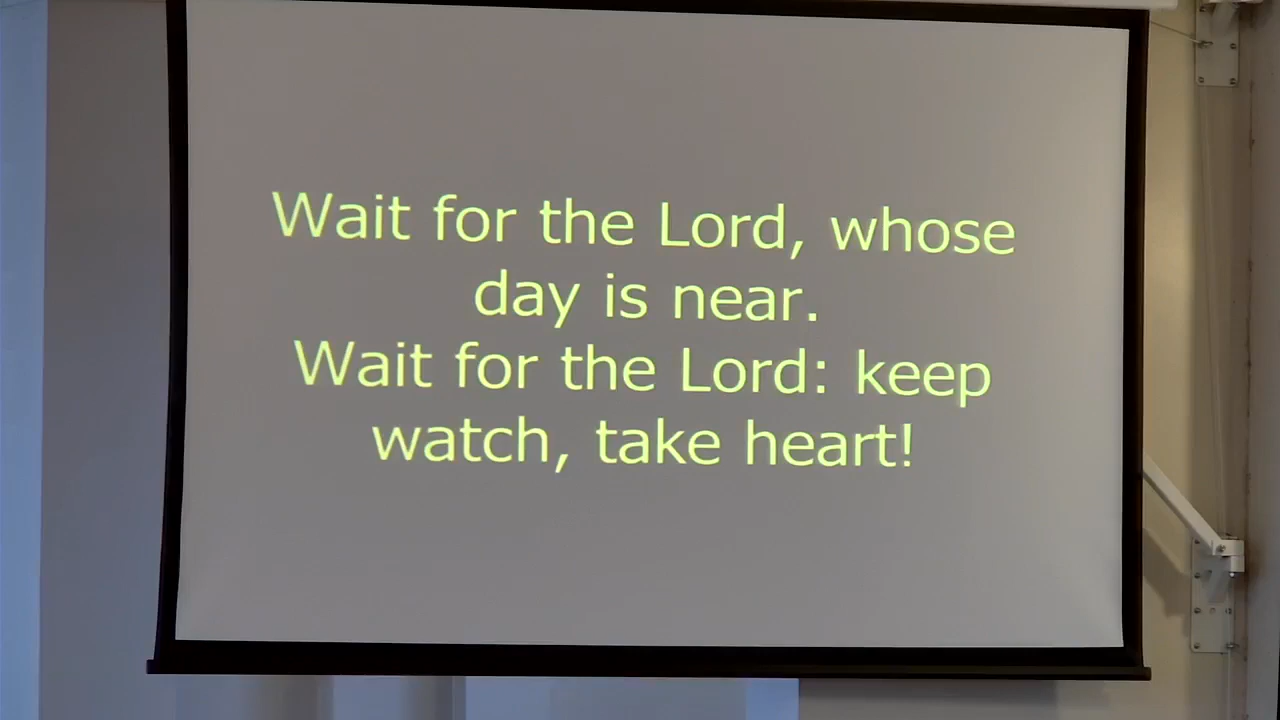 Wait for the Lord, whose
day is near.
Wait for the Lord: keep
watch, take heart!